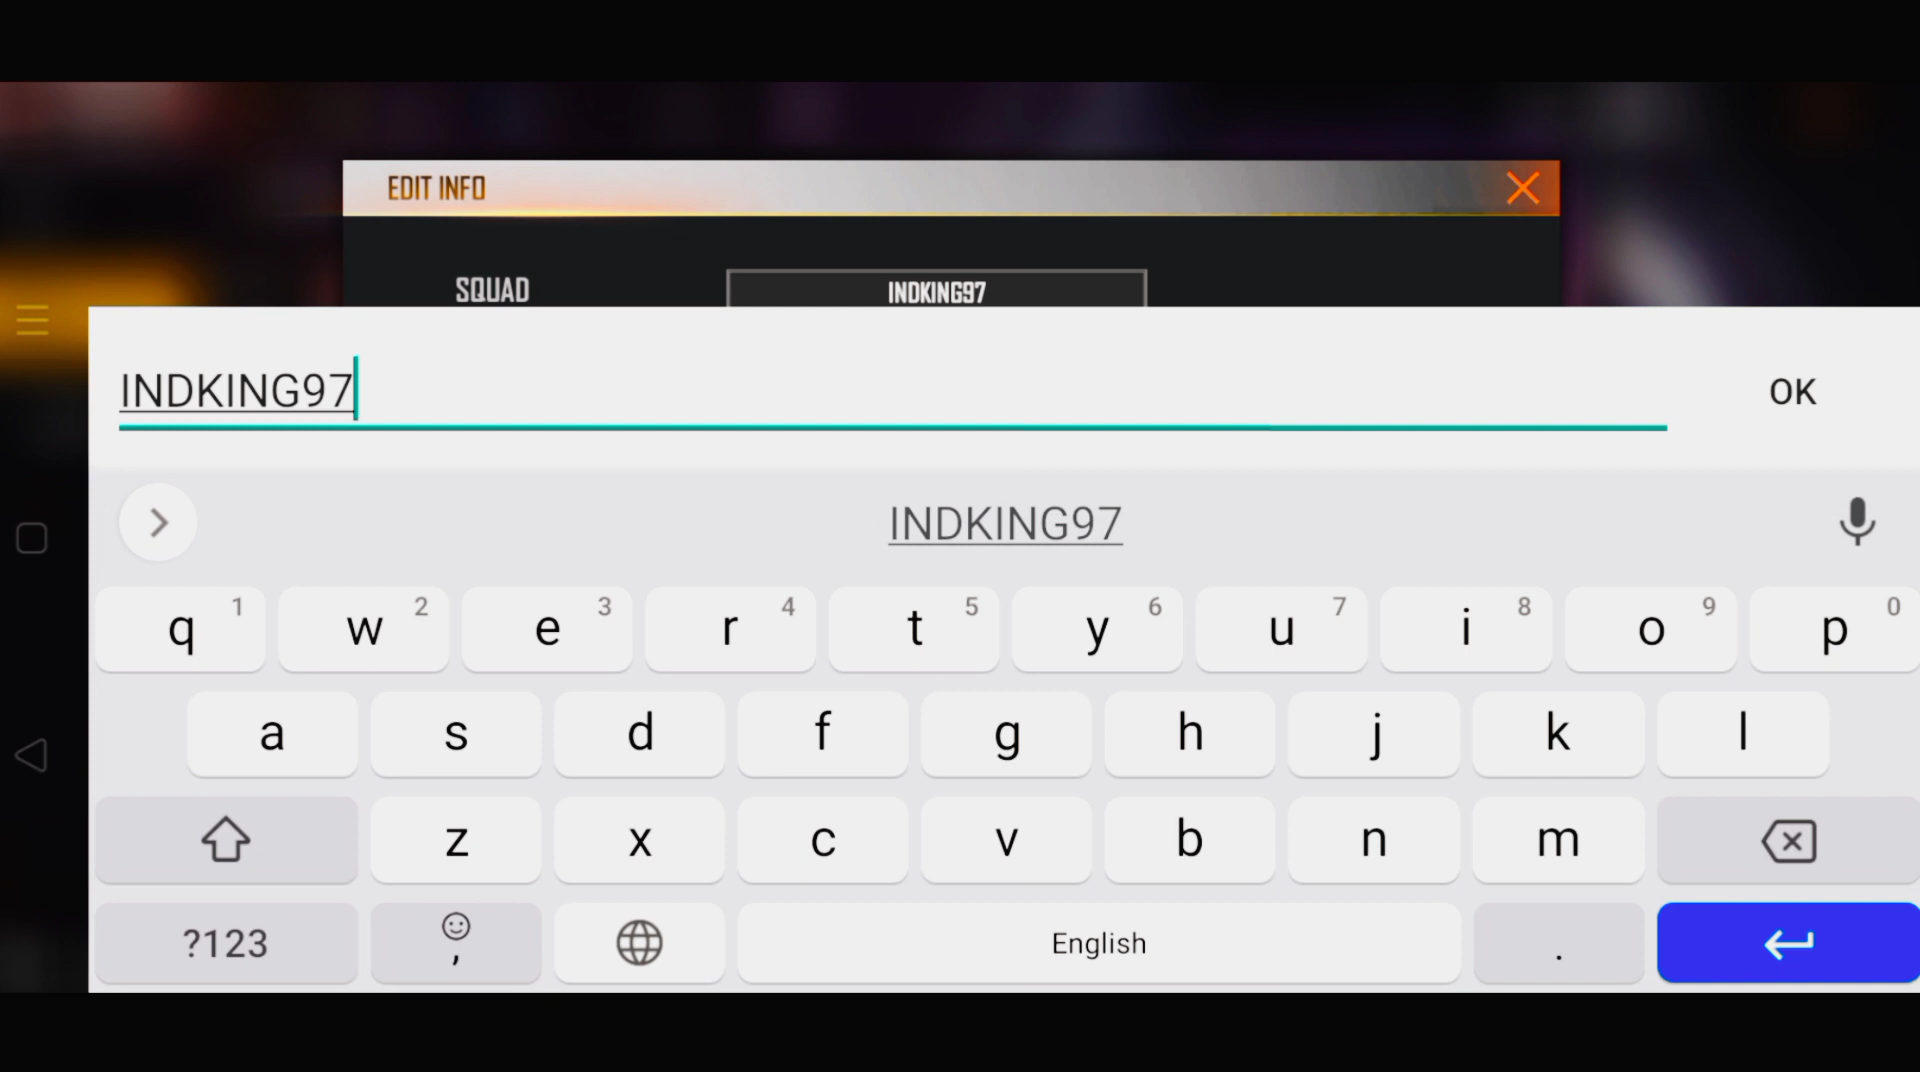 EDIT INFO
SQUAD
INDKING97
INDKING97
OK
INDKING97
q 1 w 2 e 3 r 4 t 5 y 6 u 7 i 8 o 9 p 0
a s d f g h j k l
z x c v b n m
?123 , English .